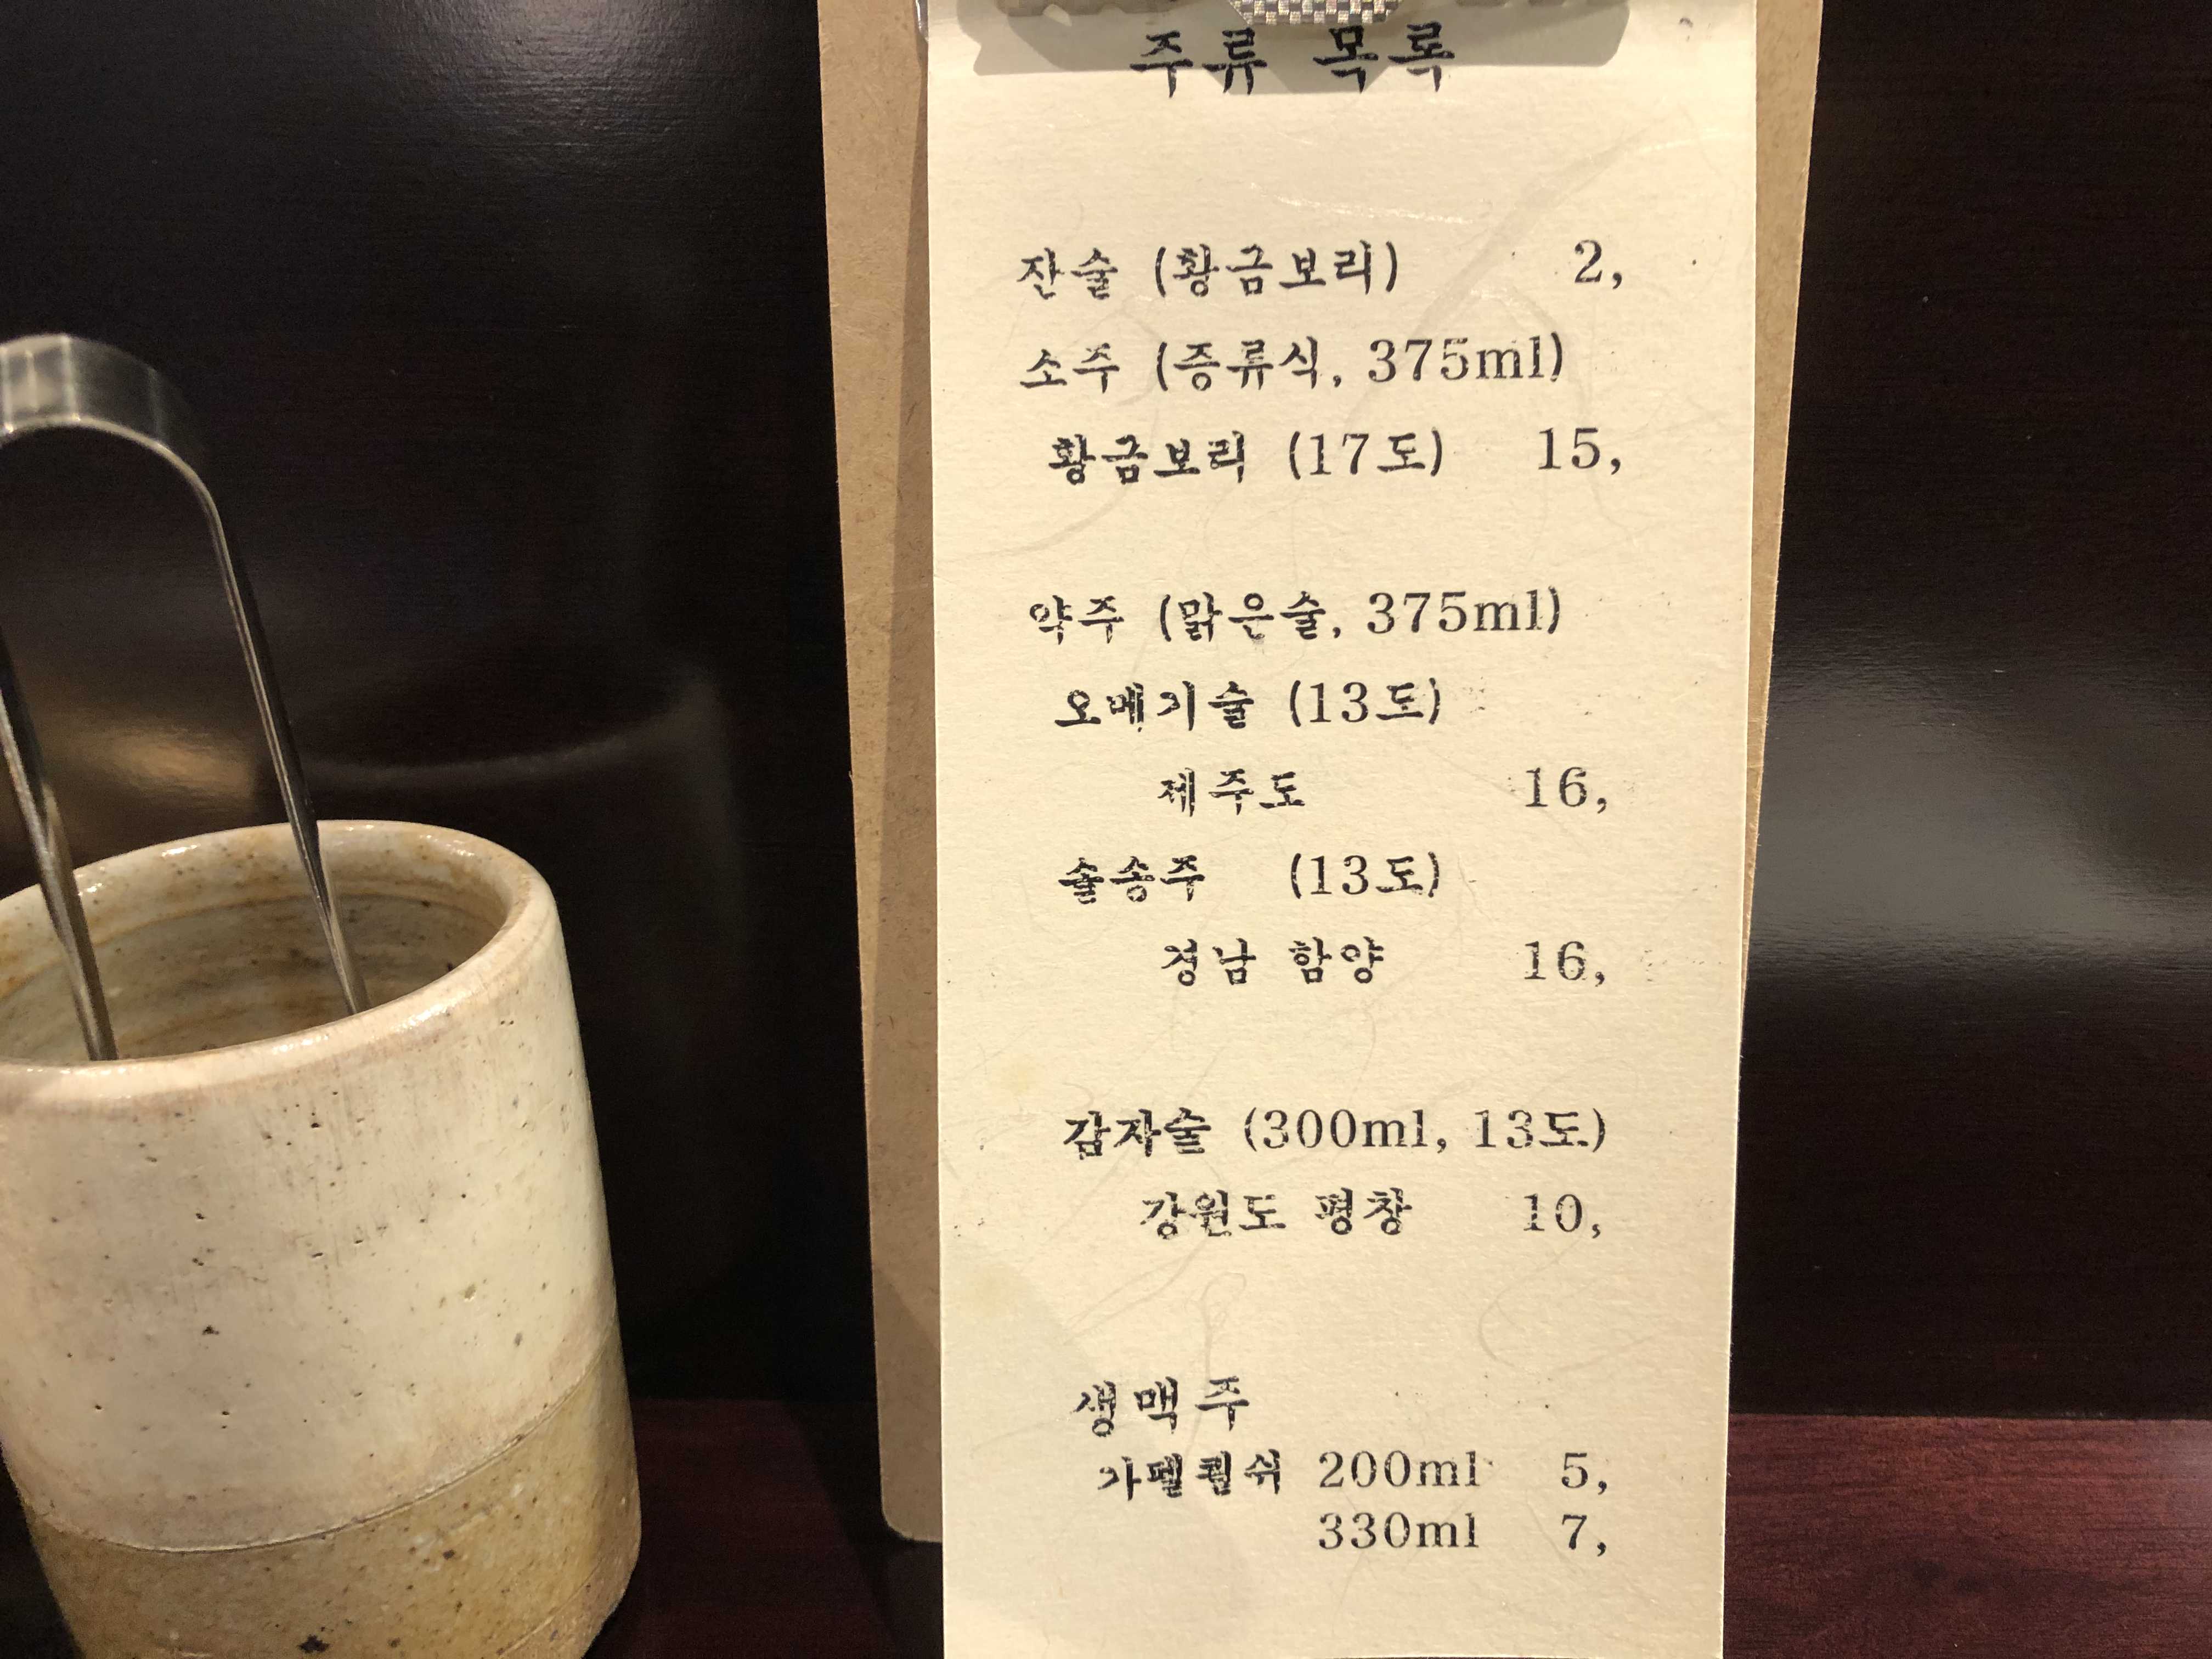 주류 목록
잔술 (황금보리) 2,
소주 (증류식, 375ml)
황금보리 (17도) 15,
약주 (맑은술, 375ml)
오메기술 (13도)
제주도 16,
솔송주 (13도)
경남 함양 16,
감자술 (300ml, 13도)
강원도 평창 10,
생맥주
가펠쾰쉬 200ml 5,
330ml 7,